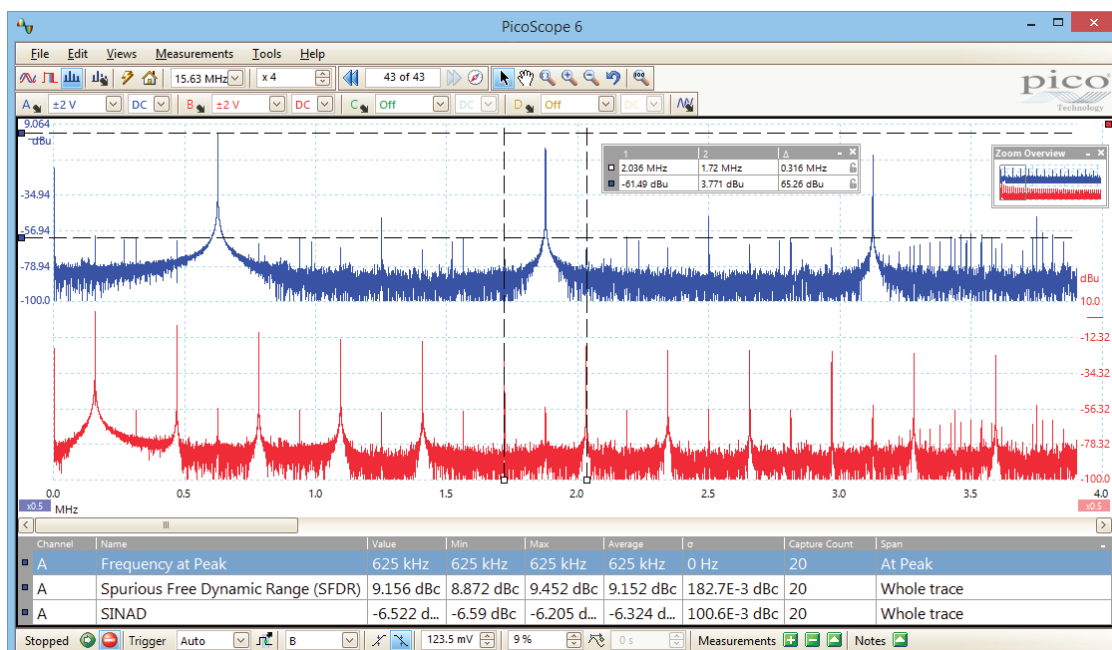 PicoScope 6
File Edit Views Measurements Tools Help
15.63 MHz x 4 43 of 43
pico
Technology
A ±2 V DC B ±2 V DC C Off DC D Off DC
9.064
dBu
-34.94
-56.94
-78.94
-100.0
1 2 Δ
2.036 MHz 1.72 MHz 0.316 MHz
-61.49 dBu 3.771 dBu 65.26 dBu
Zoom Overview
dBu
10.0
-12.32
-34.32
-56.32
-78.32
-100.0
0.0 0.5 1.0 1.5 2.0 2.5 3.0 3.5 4.0
x0.5 MHz x0.5
Channel Name Value Min Max Average σ Capture Count Span
A Frequency at Peak 625 kHz 625 kHz 625 kHz 625 kHz 0 Hz 20 At Peak
A Spurious Free Dynamic Range (SFDR) 9.156 dBc 8.872 dBc 9.452 dBc 9.152 dBc 182.7E-3 dBc 20 Whole trace
A SINAD -6.522 d... -6.59 dBc -6.205 d... -6.324 d... 100.6E-3 dBc 20 Whole trace
Stopped Trigger Auto B 123.5 mV 9 % 0 s Measurements Notes